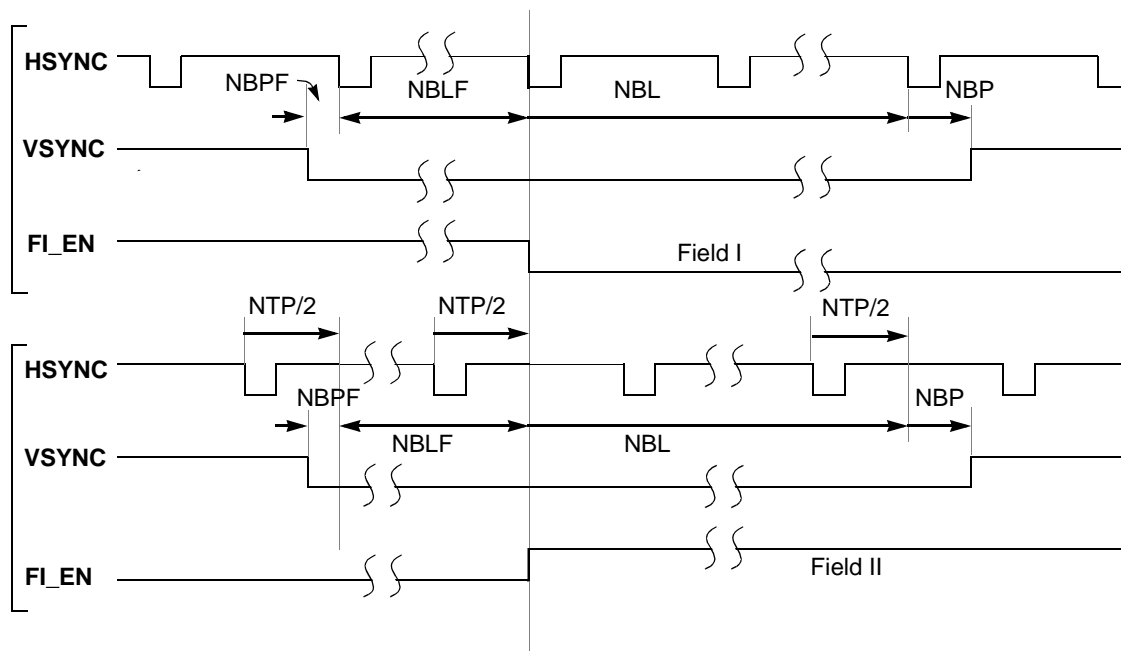 HSYNC
NBPF
NBLF
NBL
NBP
VSYNC
FI_EN
Field I
NTP/2
NTP/2
NTP/2
HSYNC
NBPF
NBLF
NBL
NBP
VSYNC
FI_EN
Field II